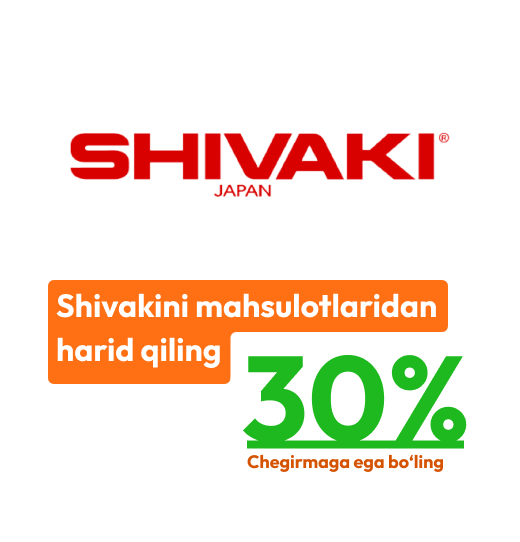 SHIVAKI®
JAPAN
Shivakini mahsulotlaridan
harid qiling
30%
Chegirmaga ega bo‘ling